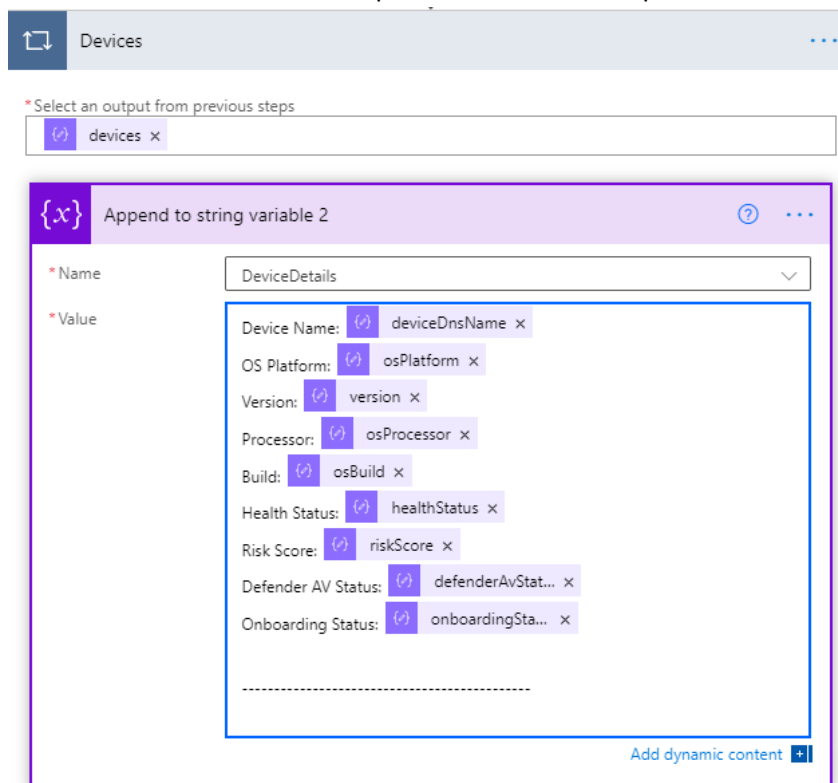 Devices
...
*Select an output from previous steps
devices ×
{x} Append to string variable 2
? ...
*Name
DeviceDetails
*Value
Device Name: deviceDnsName ×
OS Platform: osPlatform ×
Version: version ×
Processor: osProcessor ×
Build: osBuild ×
Health Status: healthStatus ×
Risk Score: riskScore ×
Defender AV Status: defenderAvStat... ×
Onboarding Status: onboardingSta... ×
---------------------------------------------
Add dynamic content +